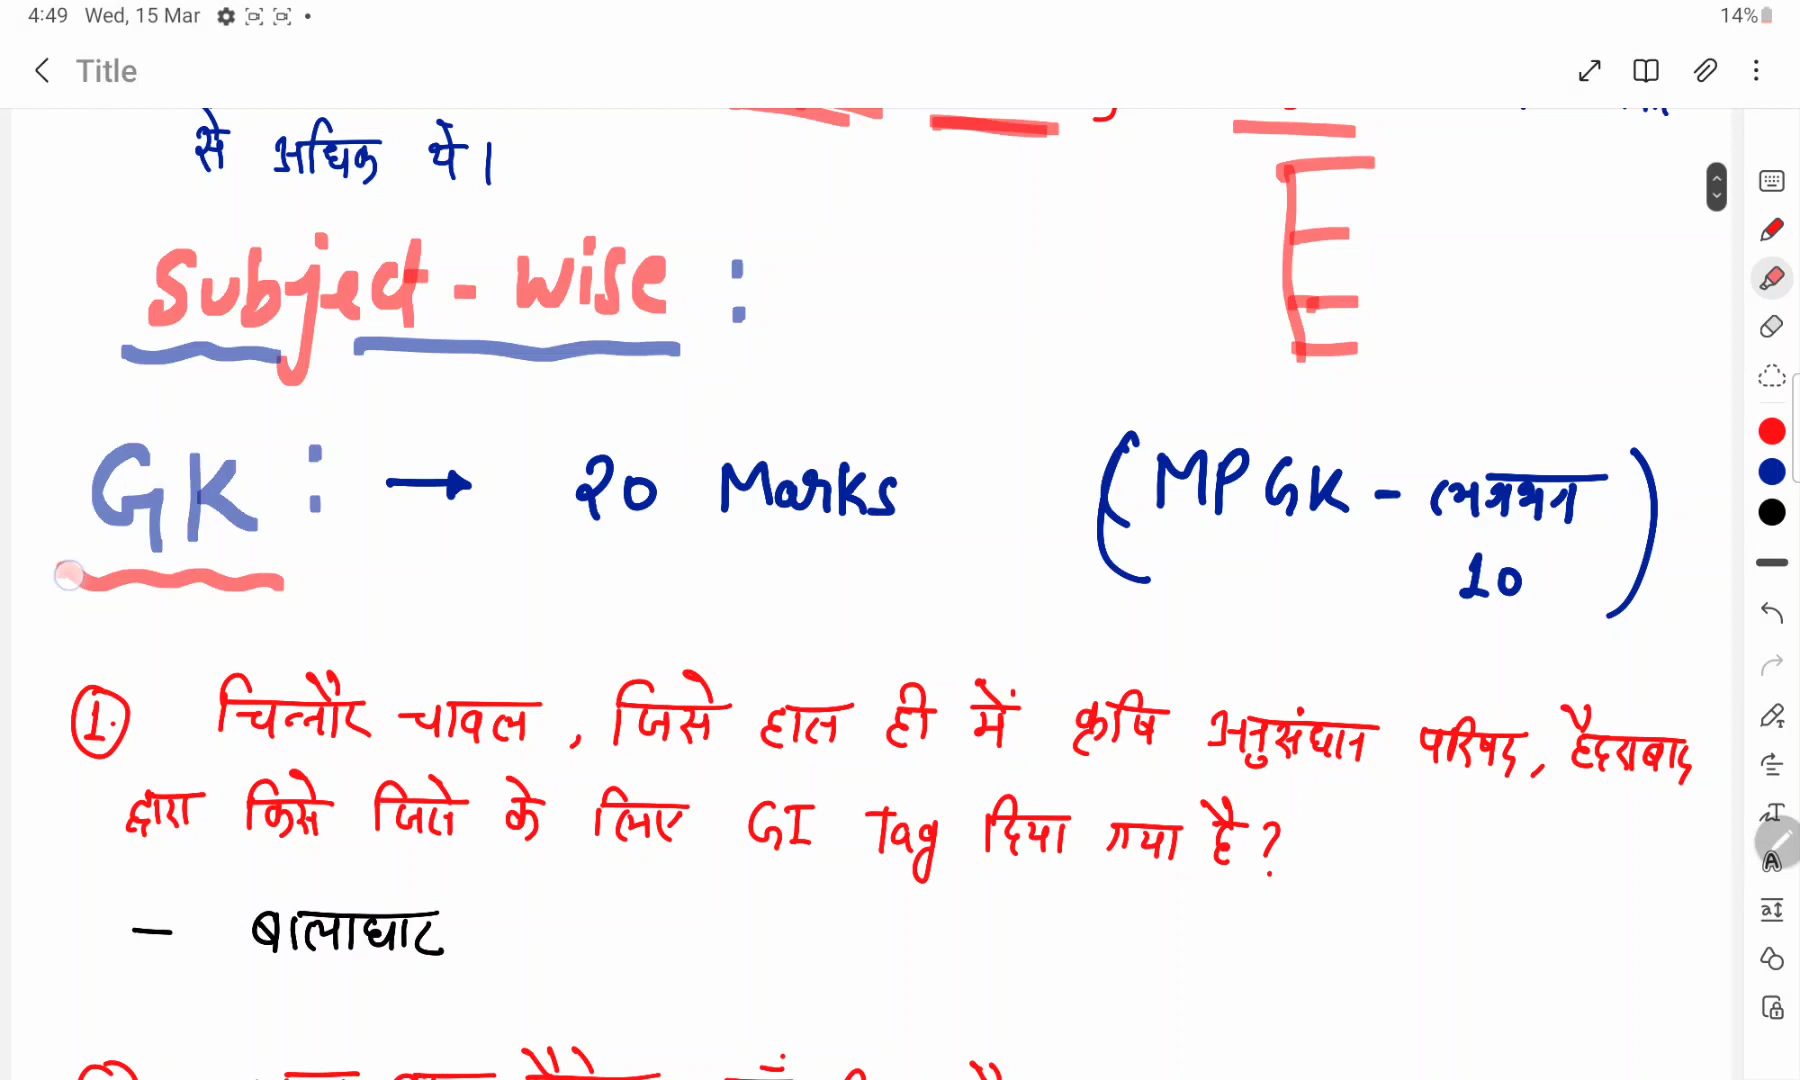 4:49 Wed, 15 Mar 14%
Title
से अधिक थे।
Subject - wise :
E
GK : → 20 Marks (MP GK - लगभग
10)
1. चिन्नौर चावल, जिसे हाल ही में कृषि अनुसंधान परिषद, हैदराबाद
द्वारा किसे जिले के लिए GI Tag दिया गया है?
- बालाघाट